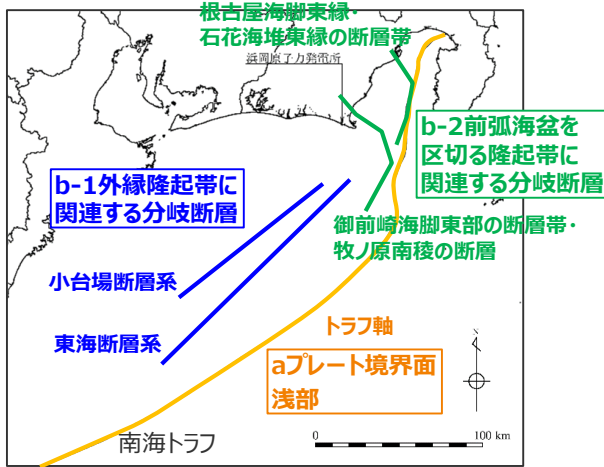 根古屋海脚東縁・
石花海堆東縁の断層帯
浜岡原子力発電所
b-2前弧海盆を
区切る隆起帯に
関連する分岐断層
b-1外縁隆起帯に
関連する分岐断層
御前崎海脚東部の断層帯・
牧ノ原南稜の断層
小台場断層系
東海断層系
トラフ軸
aプレート境界面
浅部
N
南海トラフ
0 100 km